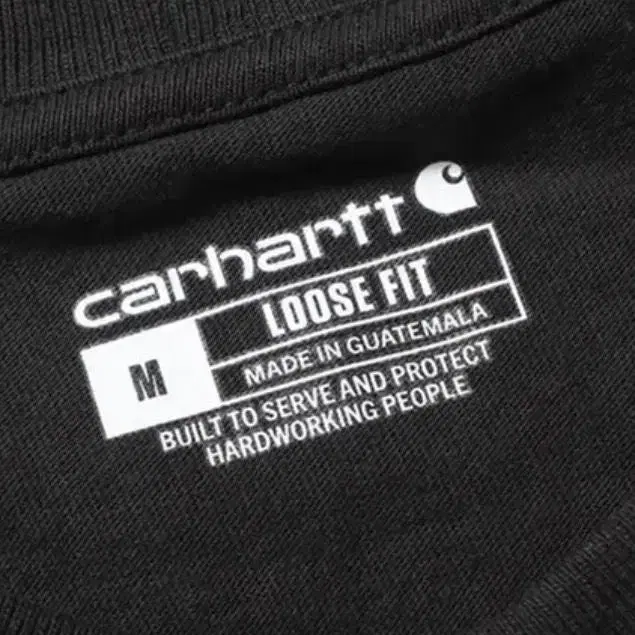 carhartt
LOOSE FIT
M
MADE IN GUATEMALA
BUILT TO SERVE AND PROTECT
HARDWORKING PEOPLE